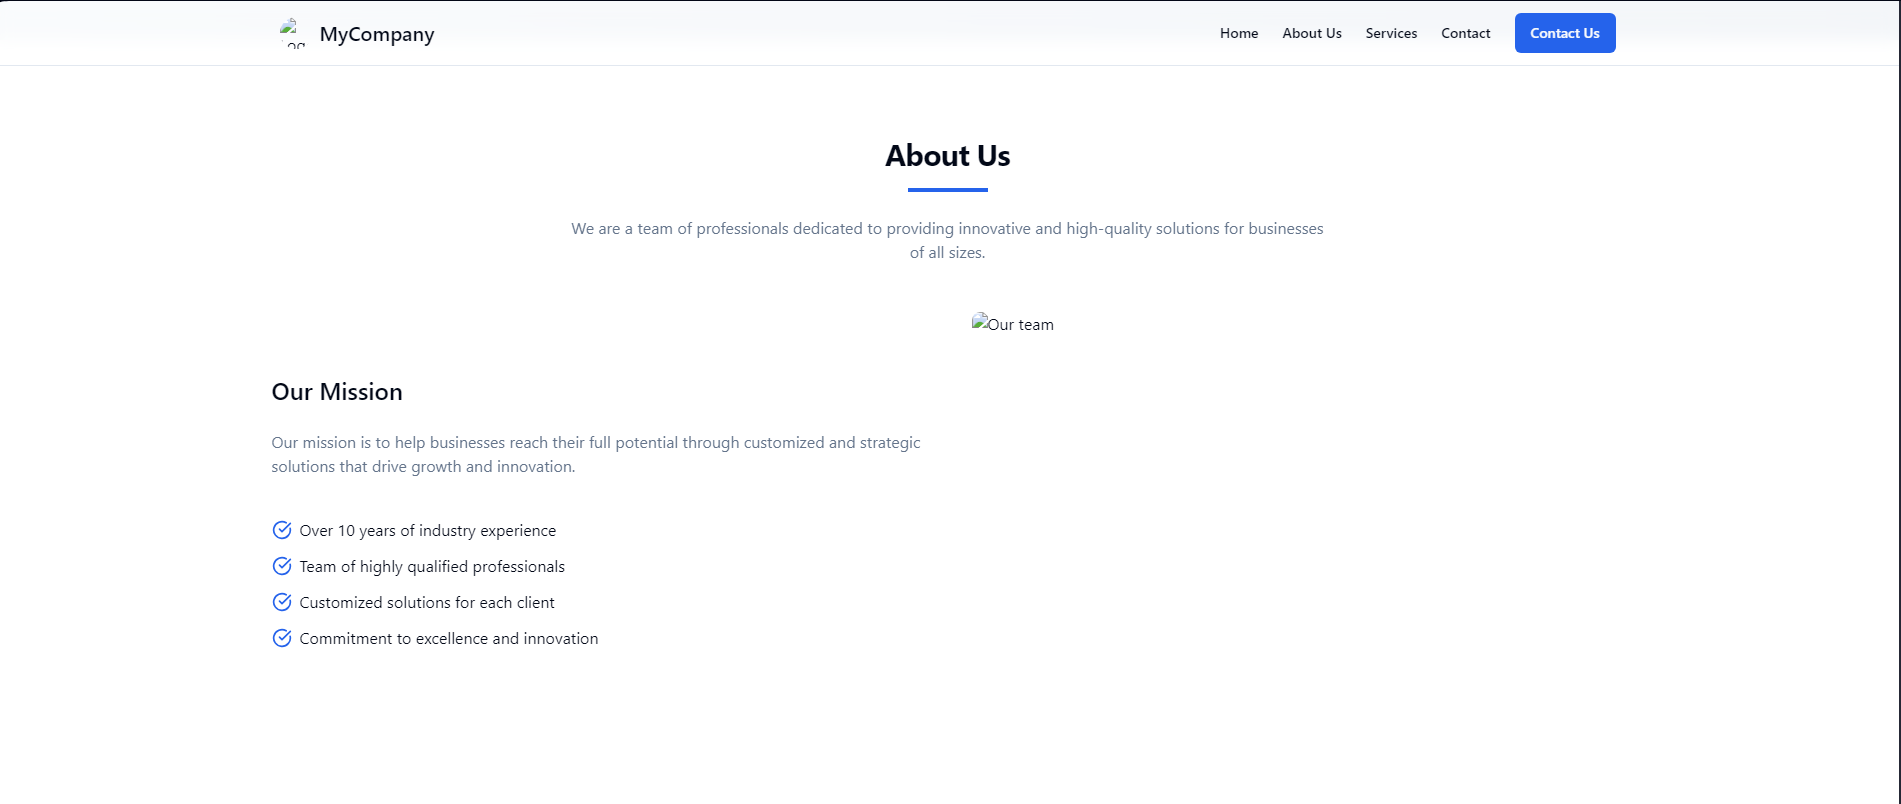 MyCompany
Home
About Us
Services
Contact
Contact Us
About Us
We are a team of professionals dedicated to providing innovative and high-quality solutions for businesses
of all sizes.
Our team
Our Mission
Our mission is to help businesses reach their full potential through customized and strategic
solutions that drive growth and innovation.
Over 10 years of industry experience
Team of highly qualified professionals
Customized solutions for each client
Commitment to excellence and innovation